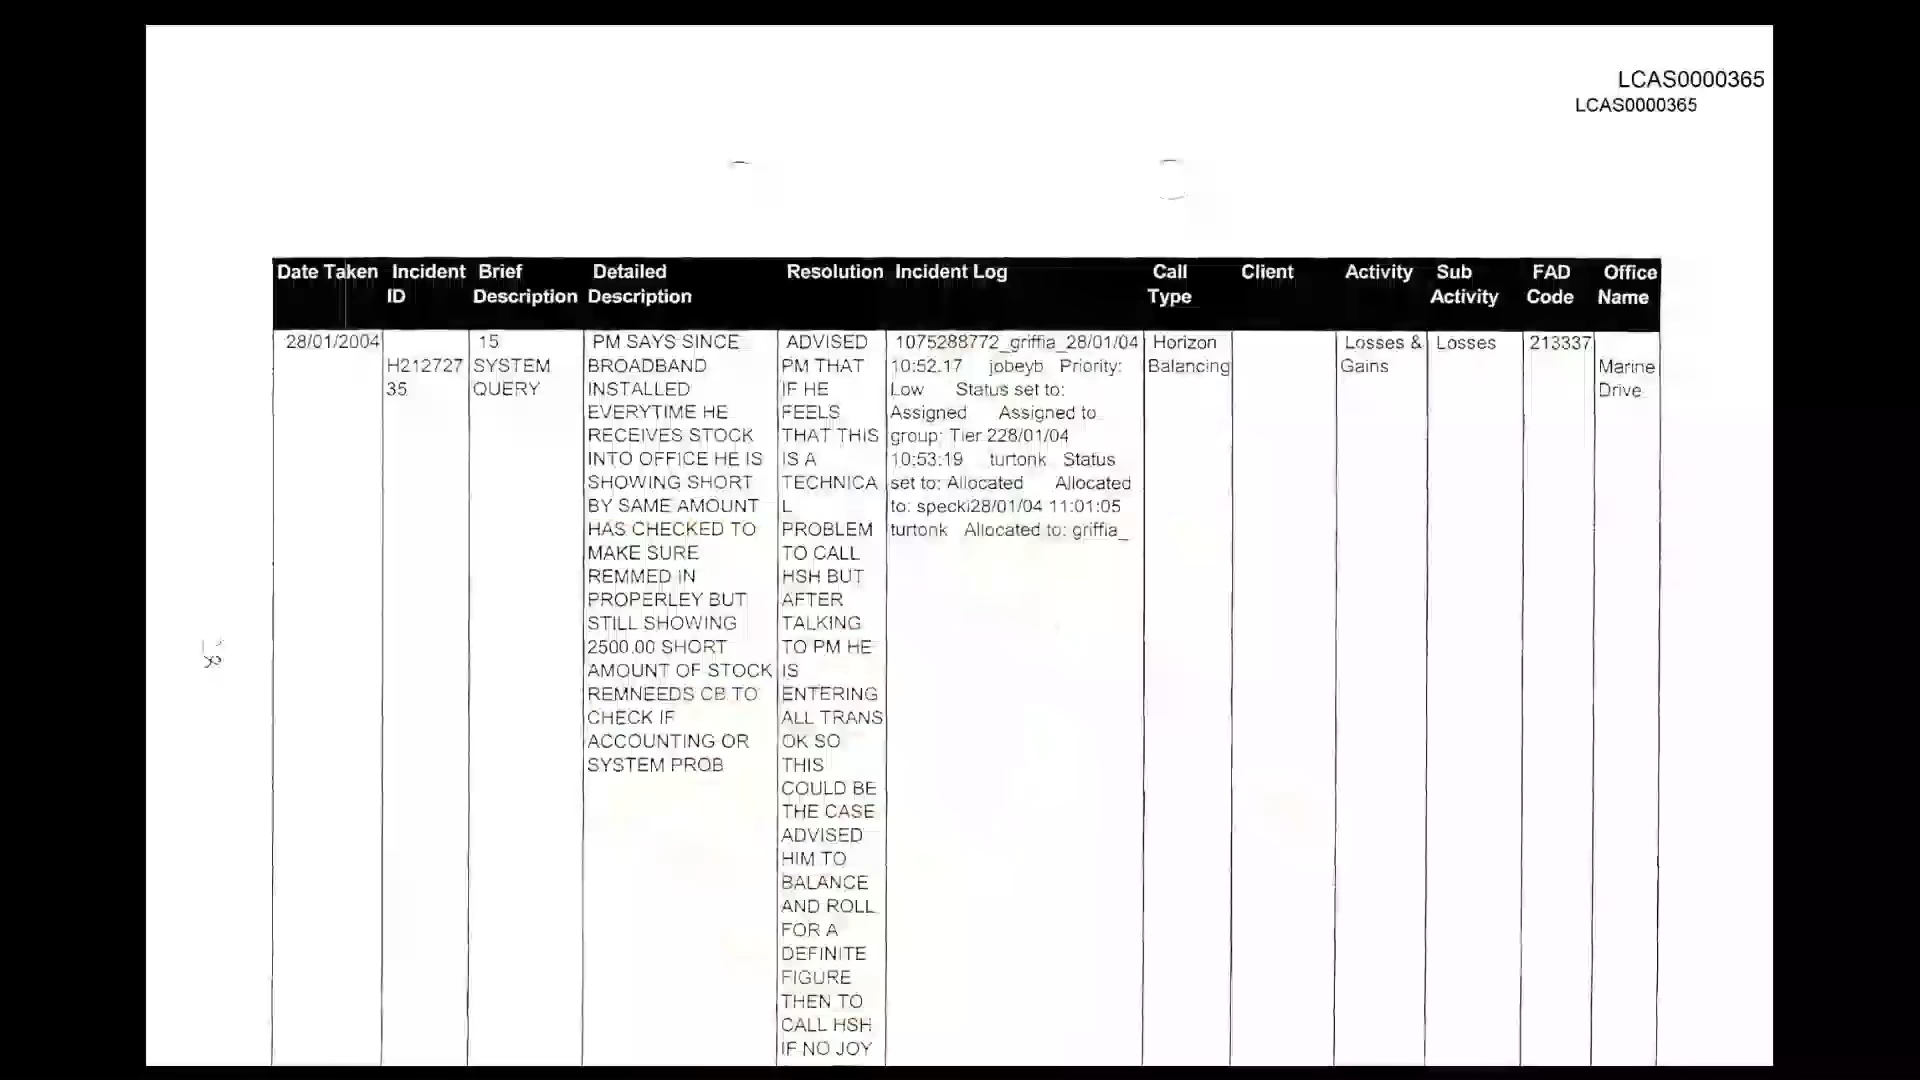 LCAS0000365
LCAS0000365
Date Taken Incident ID Brief Description Detailed Description Resolution Incident Log Call Type Client Activity Sub Activity FAD Code Office Name
28/01/2004
H212727
35
15
SYSTEM
QUERY
PM SAYS SINCE
BROADBAND
INSTALLED
EVERYTIME HE
RECEIVES STOCK
INTO OFFICE HE IS
SHOWING SHORT
BY SAME AMOUNT
HAS CHECKED TO
MAKE SURE
REMMED IN
PROPERLEY BUT
STILL SHOWING
2500.00 SHORT
AMOUNT OF STOCK
REMNEEDS CB TO
CHECK IF
ACCOUNTING OR
SYSTEM PROB
ADVISED
PM THAT
IF HE
FEELS
THAT THIS
IS A
TECHNICA
L
PROBLEM
TO CALL
HSH BUT
AFTER
TALKING
TO PM HE
IS
ENTERING
ALL TRANS
OK SO
THIS
COULD BE
THE CASE
ADVISED
HIM TO
BALANCE
AND ROLL
FOR A
DEFINITE
FIGURE
THEN TO
CALL HSH
IF NO JOY
1075288772_griffia_28/01/04
10:52.17 jobeyb Priority:
Low Status set to:
Assigned Assigned to
group: Tier 228/01/04
10:53:19 turtonk Status
set to: Allocated Allocated
to: specki28/01/04 11:01:05
turtonk Allocated to: griffia_
Horizon
Balancing
Losses &
Gains
Losses
213337
Marine
Drive